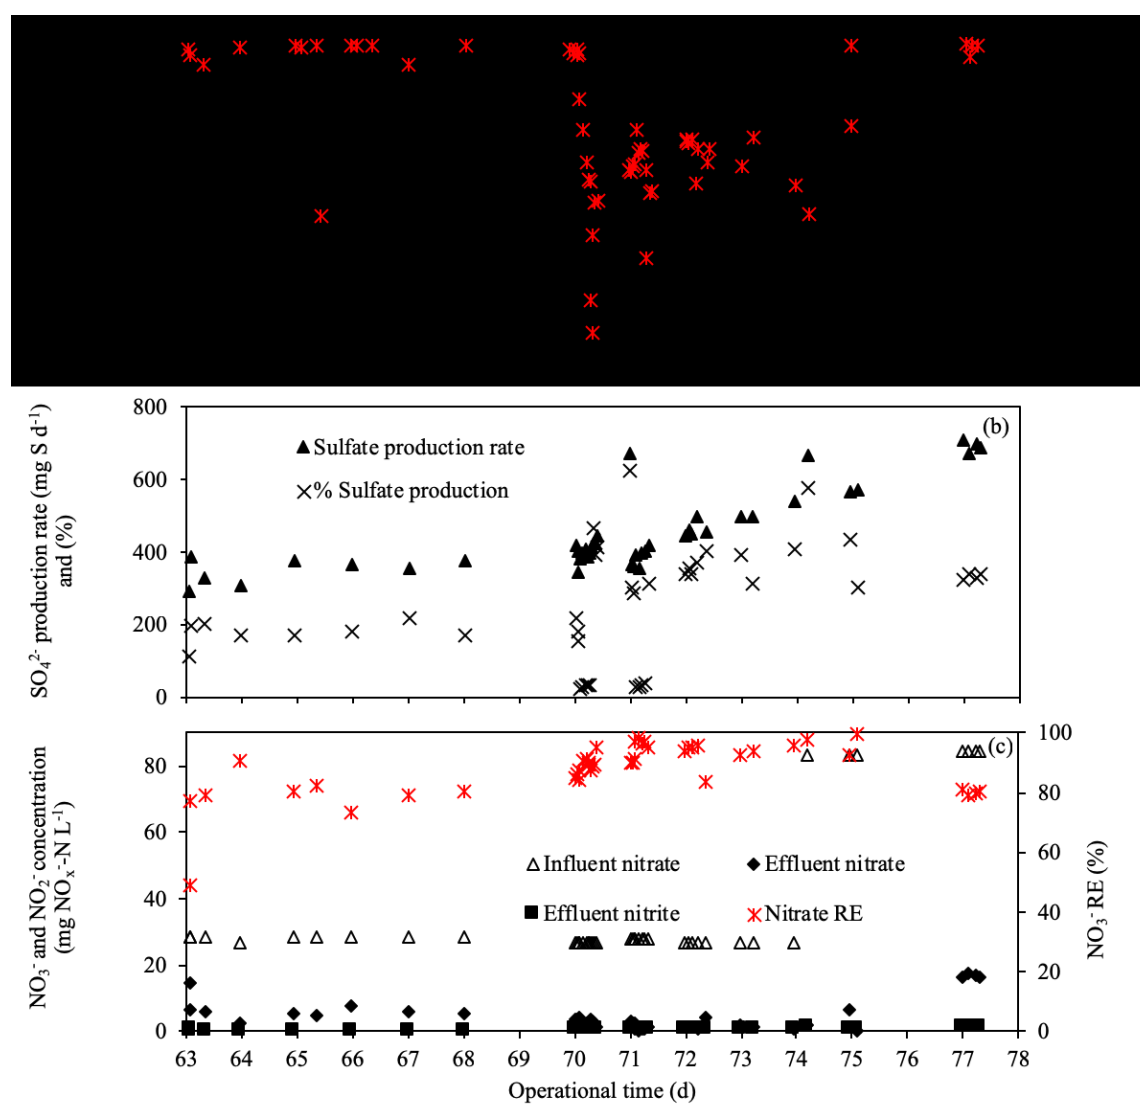 800
600
400
200
0
SO₄²⁻ production rate (mg S d⁻¹)
and (%)
(b)
Sulfate production rate
% Sulfate production
NO₃⁻ and NO₂⁻ concentration
(mg NOₓ⁻-N L⁻¹)
80
60
40
20
0
(c)
Influent nitrate
Effluent nitrate
Effluent nitrite
Nitrate RE
100
80
60
40
20
0
NO₃⁻ RE (%)
63 64 65 66 67 68 69 70 71 72 73 74 75 76 77 78
Operational time (d)